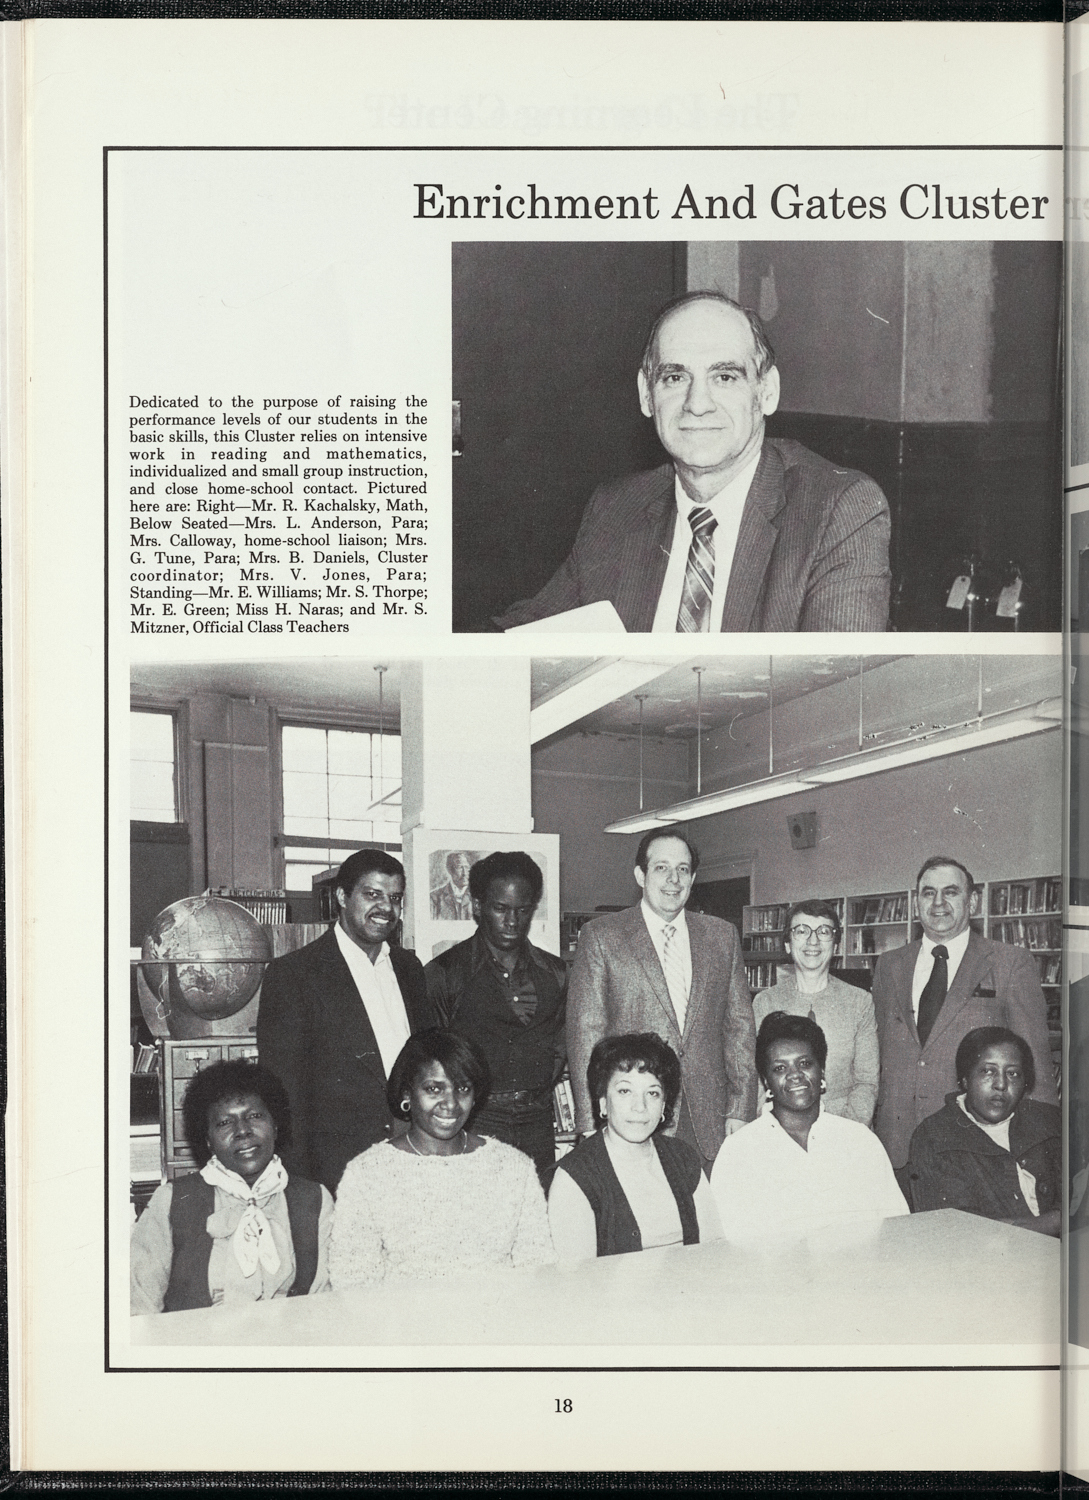 Enrichment And Gates Cluster
Dedicated to the purpose of raising the
performance levels of our students in the
basic skills, this Cluster relies on intensive
work in reading and mathematics,
individualized and small group instruction,
and close home-school contact. Pictured
here are: Right—Mr. R. Kachalsky, Math,
Below Seated—Mrs. L. Anderson, Para;
Mrs. Calloway, home-school liaison; Mrs.
G. Tune, Para; Mrs. B. Daniels, Cluster
coordinator; Mrs. V. Jones, Para;
Standing—Mr. E. Williams; Mr. S. Thorpe;
Mr. E. Green; Miss H. Naras; and Mr. S.
Mitzner, Official Class Teachers
ENCYCLOPEDIAS
18